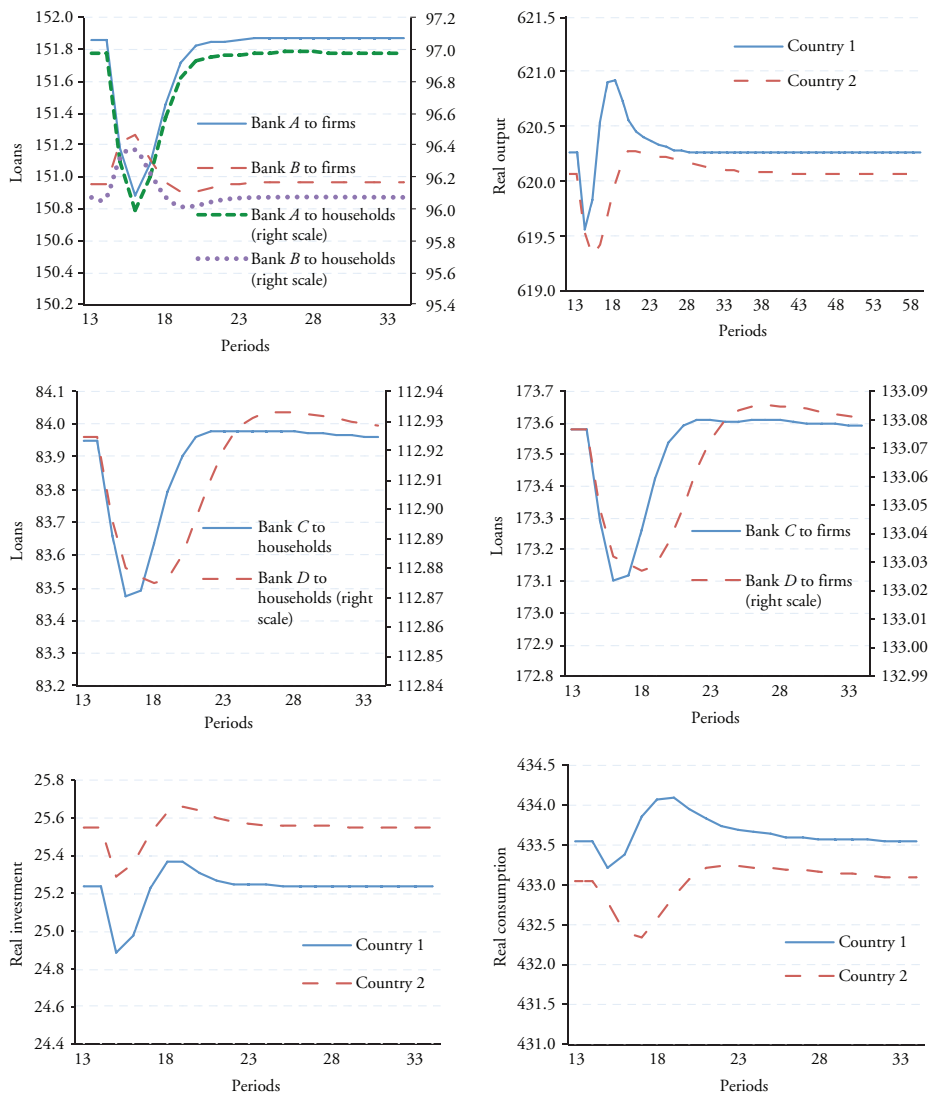 152.0
151.8
151.6
151.4
151.2
151.0
150.8
150.6
150.4
150.2
Loans
97.2
97.0
96.8
96.6
96.4
96.2
96.0
95.8
95.6
95.4
Bank A to firms
Bank B to firms
Bank A to households
(right scale)
Bank B to households
(right scale)
13 18 23 28 33
Periods
621.5
621.0
620.5
620.0
619.5
619.0
Real output
Country 1
Country 2
13 18 23 28 33 38 43 48 53 58
Periods
84.1
84.0
83.9
83.8
83.7
83.6
83.5
83.4
83.3
83.2
Loans
112.94
112.93
112.92
112.91
112.90
112.89
112.88
112.87
112.86
112.85
112.84
Bank C to
households
Bank D to
households (right
scale)
13 18 23 28 33
Periods
173.7
173.6
173.5
173.4
173.3
173.2
173.1
173.0
172.9
172.8
Loans
133.09
133.08
133.07
133.06
133.05
133.04
133.03
133.02
133.01
133.00
132.99
Bank C to firms
Bank D to firms
(right scale)
13 18 23 28 33
Periods
25.8
25.6
25.4
25.2
25.0
24.8
24.6
24.4
Real investment
Country 1
Country 2
13 18 23 28 33
Periods
434.5
434.0
433.5
433.0
432.5
432.0
431.5
431.0
Real consumption
Country 1
Country 2
13 18 23 28 33
Periods